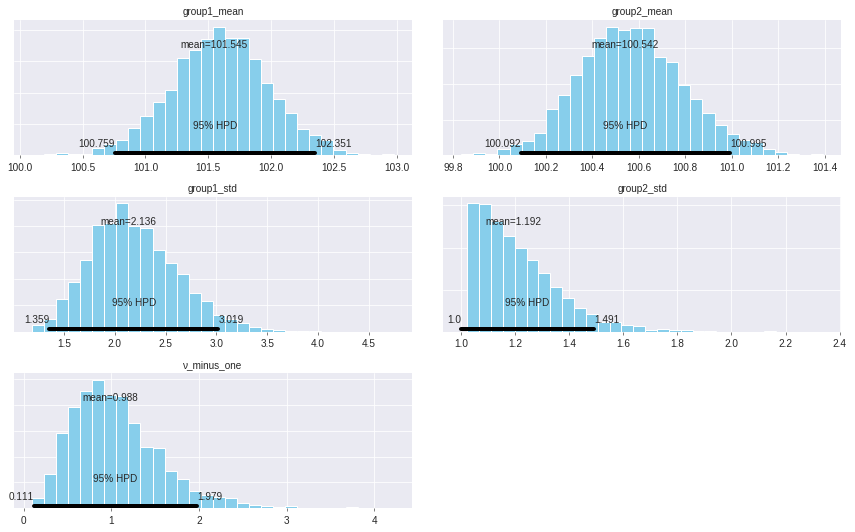 group1_mean
mean=101.545
95% HPD
100.759
102.351
100.0 100.5 101.0 101.5 102.0 102.5 103.0
group2_mean
mean=100.542
95% HPD
100.092
100.995
99.8 100.0 100.2 100.4 100.6 100.8 101.0 101.2 101.4
group1_std
mean=2.136
95% HPD
1.359
3.019
1.5 2.0 2.5 3.0 3.5 4.0 4.5
group2_std
mean=1.192
95% HPD
1.0
1.491
1.0 1.2 1.4 1.6 1.8 2.0 2.2 2.4
ν_minus_one
mean=0.988
95% HPD
0.111
1.979
0 1 2 3 4